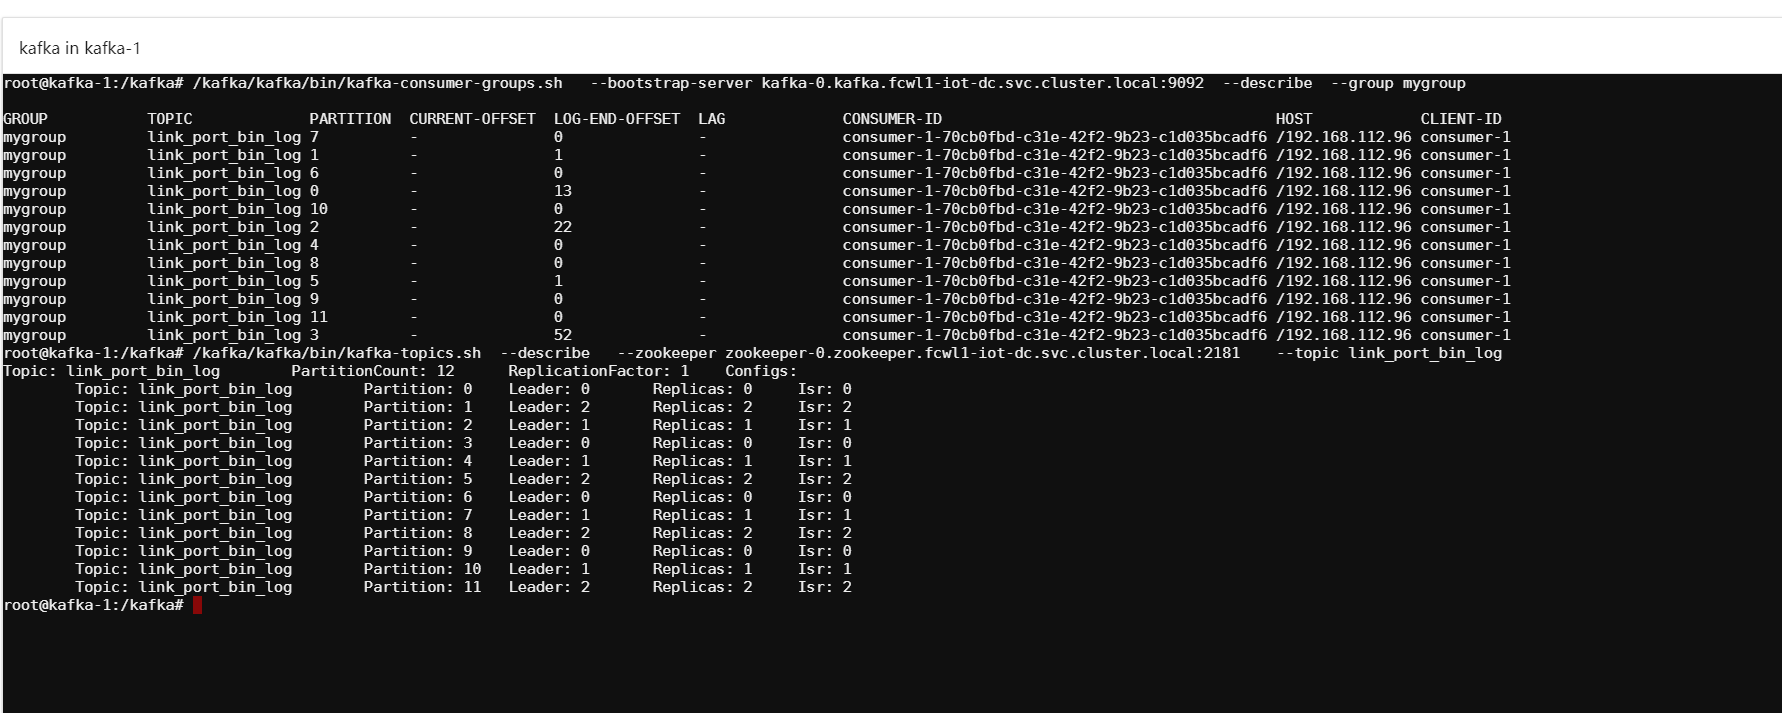 kafka in kafka-1
root@kafka-1:/kafka# /kafka/kafka/bin/kafka-consumer-groups.sh   --bootstrap-server kafka-0.kafka.fcwl1-iot-dc.svc.cluster.local:9092  --describe  --group mygroup
GROUP           TOPIC             PARTITION  CURRENT-OFFSET  LOG-END-OFFSET  LAG             CONSUMER-ID                                     HOST            CLIENT-ID
mygroup         link_port_bin_log 7          -               0               -               consumer-1-70cb0fbd-c31e-42f2-9b23-c1d035bcadf6 /192.168.112.96 consumer-1
mygroup         link_port_bin_log 1          -               1               -               consumer-1-70cb0fbd-c31e-42f2-9b23-c1d035bcadf6 /192.168.112.96 consumer-1
mygroup         link_port_bin_log 6          -               0               -               consumer-1-70cb0fbd-c31e-42f2-9b23-c1d035bcadf6 /192.168.112.96 consumer-1
mygroup         link_port_bin_log 0          -               13              -               consumer-1-70cb0fbd-c31e-42f2-9b23-c1d035bcadf6 /192.168.112.96 consumer-1
mygroup         link_port_bin_log 10         -               0               -               consumer-1-70cb0fbd-c31e-42f2-9b23-c1d035bcadf6 /192.168.112.96 consumer-1
mygroup         link_port_bin_log 2          -               22              -               consumer-1-70cb0fbd-c31e-42f2-9b23-c1d035bcadf6 /192.168.112.96 consumer-1
mygroup         link_port_bin_log 4          -               0               -               consumer-1-70cb0fbd-c31e-42f2-9b23-c1d035bcadf6 /192.168.112.96 consumer-1
mygroup         link_port_bin_log 8          -               0               -               consumer-1-70cb0fbd-c31e-42f2-9b23-c1d035bcadf6 /192.168.112.96 consumer-1
mygroup         link_port_bin_log 5          -               1               -               consumer-1-70cb0fbd-c31e-42f2-9b23-c1d035bcadf6 /192.168.112.96 consumer-1
mygroup         link_port_bin_log 9          -               0               -               consumer-1-70cb0fbd-c31e-42f2-9b23-c1d035bcadf6 /192.168.112.96 consumer-1
mygroup         link_port_bin_log 11         -               0               -               consumer-1-70cb0fbd-c31e-42f2-9b23-c1d035bcadf6 /192.168.112.96 consumer-1
mygroup         link_port_bin_log 3          -               52              -               consumer-1-70cb0fbd-c31e-42f2-9b23-c1d035bcadf6 /192.168.112.96 consumer-1
root@kafka-1:/kafka# /kafka/kafka/bin/kafka-topics.sh  --describe   --zookeeper zookeeper-0.zookeeper.fcwl1-iot-dc.svc.cluster.local:2181    --topic link_port_bin_log
Topic: link_port_bin_log        PartitionCount: 12      ReplicationFactor: 1    Configs:
        Topic: link_port_bin_log        Partition: 0    Leader: 0       Replicas: 0     Isr: 0
        Topic: link_port_bin_log        Partition: 1    Leader: 2       Replicas: 2     Isr: 2
        Topic: link_port_bin_log        Partition: 2    Leader: 1       Replicas: 1     Isr: 1
        Topic: link_port_bin_log        Partition: 3    Leader: 0       Replicas: 0     Isr: 0
        Topic: link_port_bin_log        Partition: 4    Leader: 1       Replicas: 1     Isr: 1
        Topic: link_port_bin_log        Partition: 5    Leader: 2       Replicas: 2     Isr: 2
        Topic: link_port_bin_log        Partition: 6    Leader: 0       Replicas: 0     Isr: 0
        Topic: link_port_bin_log        Partition: 7    Leader: 1       Replicas: 1     Isr: 1
        Topic: link_port_bin_log        Partition: 8    Leader: 2       Replicas: 2     Isr: 2
        Topic: link_port_bin_log        Partition: 9    Leader: 0       Replicas: 0     Isr: 0
        Topic: link_port_bin_log        Partition: 10   Leader: 1       Replicas: 1     Isr: 1
        Topic: link_port_bin_log        Partition: 11   Leader: 2       Replicas: 2     Isr: 2
root@kafka-1:/kafka#